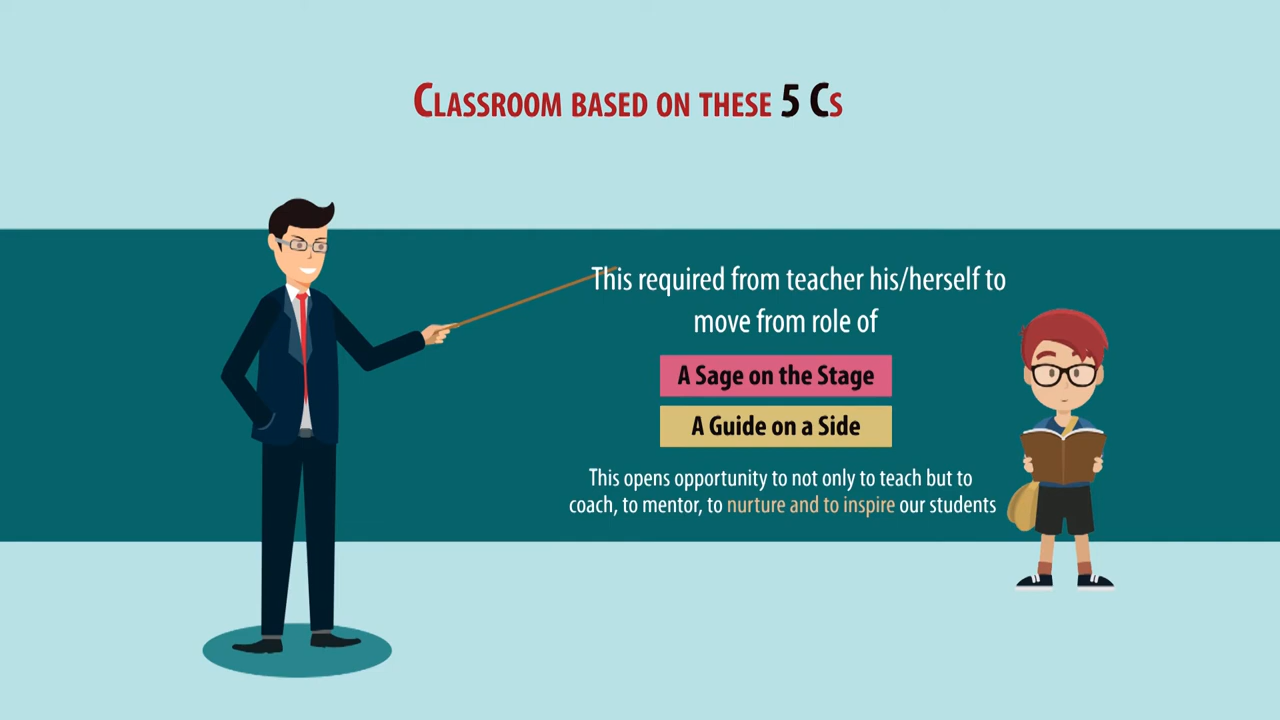 Classroom based on these 5 Cs
This required from teacher his/herself to
move from role of
A Sage on the Stage
A Guide on a Side
This opens opportunity to not only to teach but to
coach, to mentor, to nurture and to inspire our students